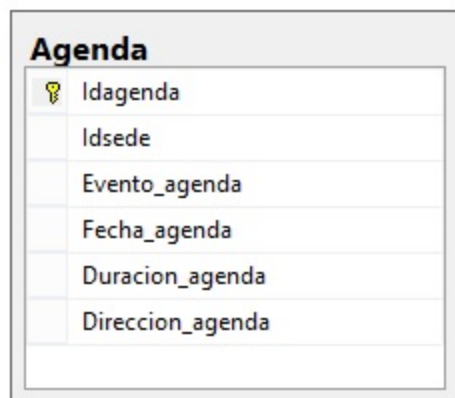 Agenda
Idagenda
Idsede
Evento_agenda
Fecha_agenda
Duracion_agenda
Direccion_agenda